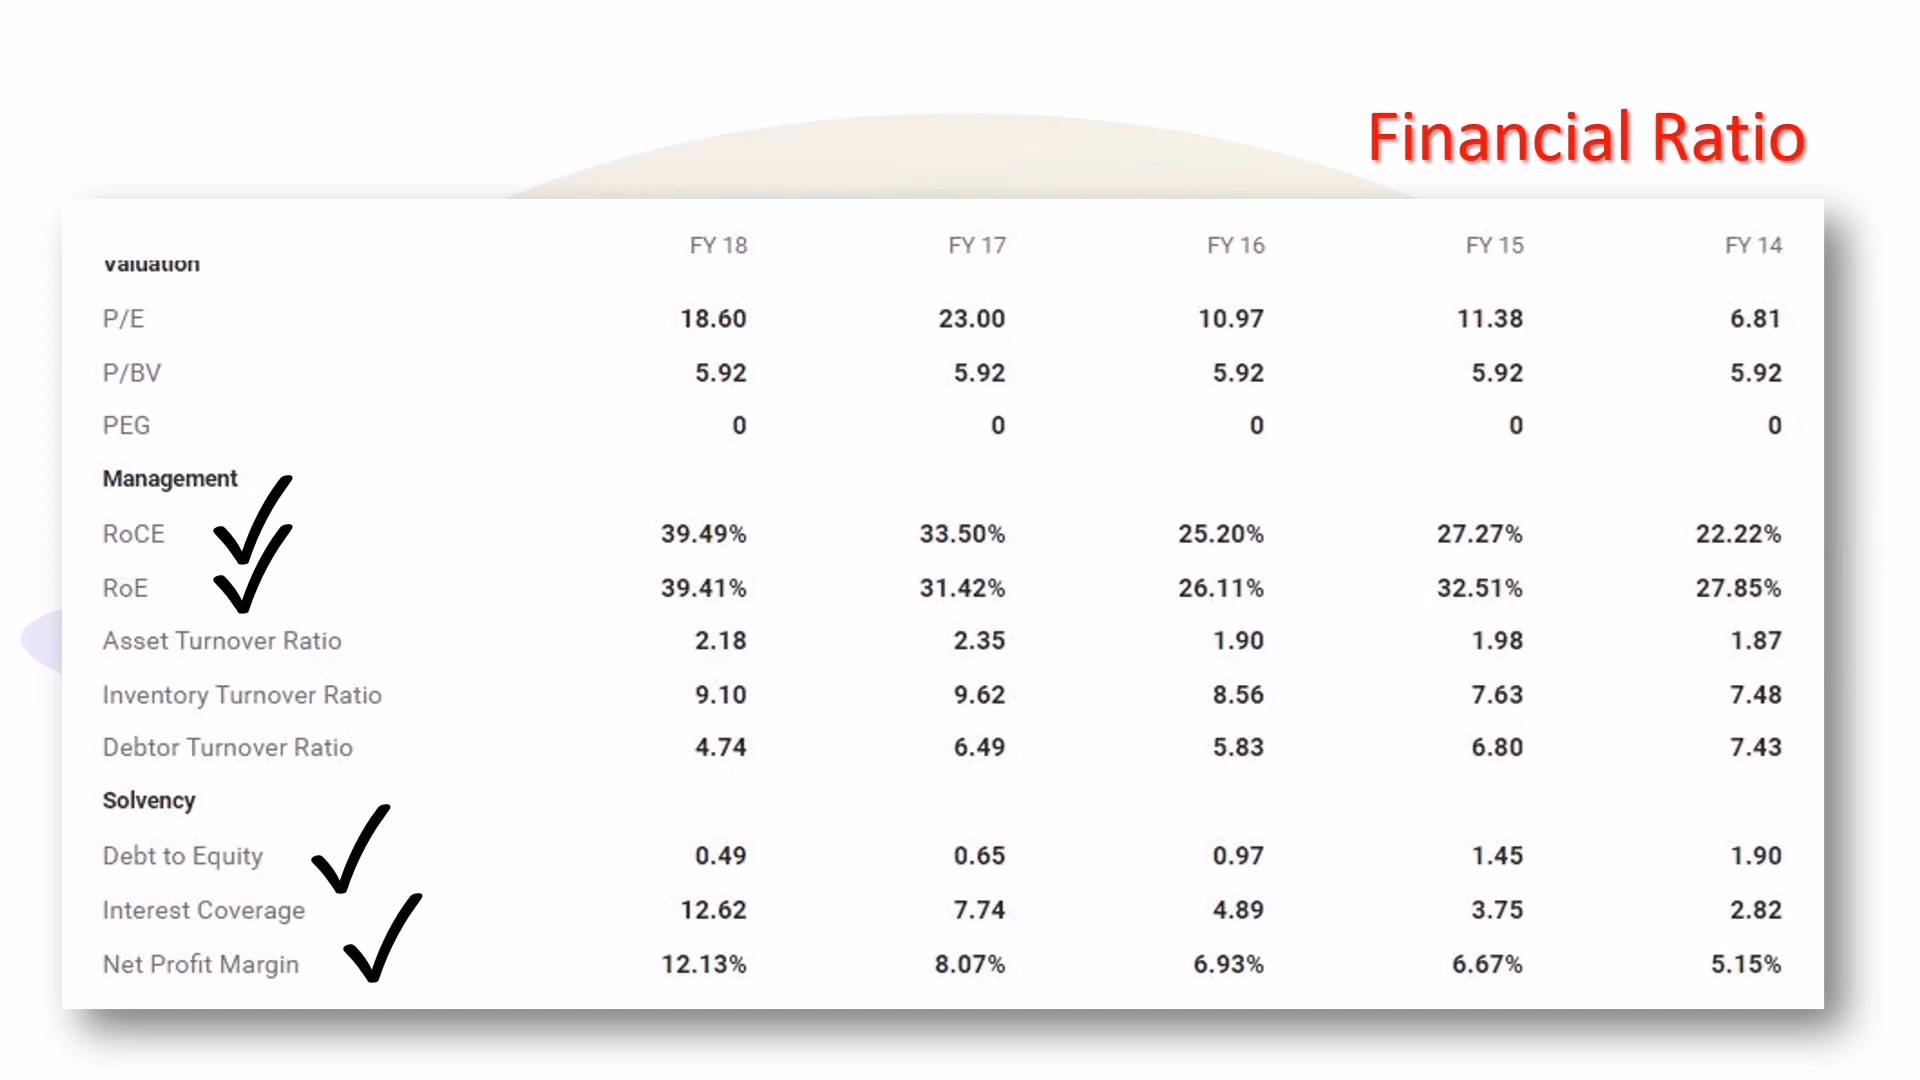 Financial Ratio
FY 18 FY 17 FY 16 FY 15 FY 14
Valuation
P/E 18.60 23.00 10.97 11.38 6.81
P/BV 5.92 5.92 5.92 5.92 5.92
PEG 0 0 0 0 0
Management
RoCE 39.49% 33.50% 25.20% 27.27% 22.22%
RoE 39.41% 31.42% 26.11% 32.51% 27.85%
Asset Turnover Ratio 2.18 2.35 1.90 1.98 1.87
Inventory Turnover Ratio 9.10 9.62 8.56 7.63 7.48
Debtor Turnover Ratio 4.74 6.49 5.83 6.80 7.43
Solvency
Debt to Equity 0.49 0.65 0.97 1.45 1.90
Interest Coverage 12.62 7.74 4.89 3.75 2.82
Net Profit Margin 12.13% 8.07% 6.93% 6.67% 5.15%